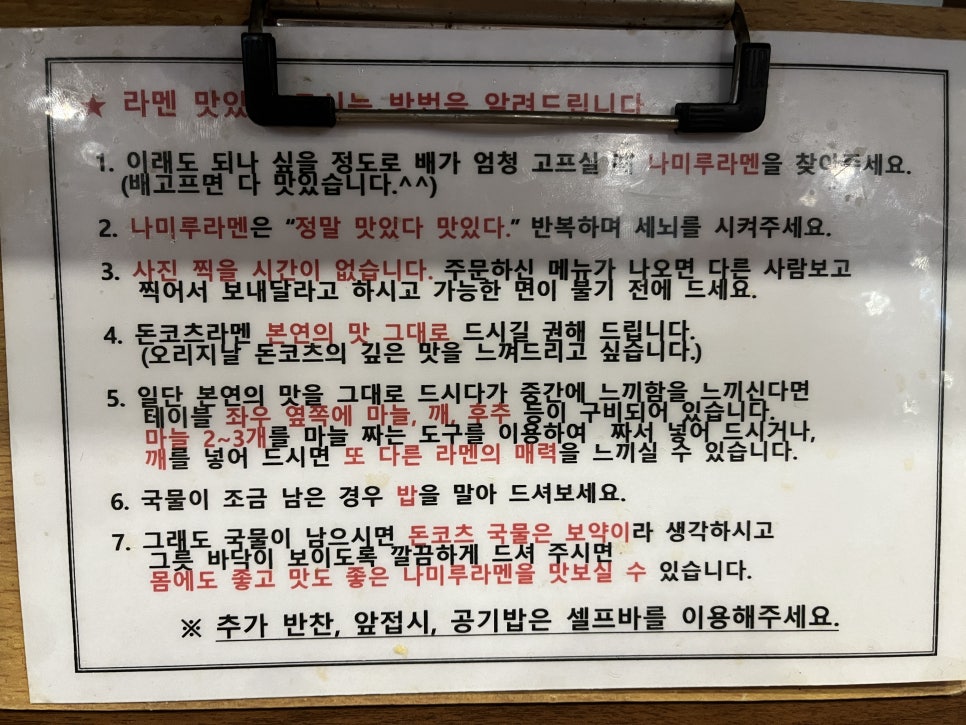 ★ 라멘 방법을 알려드립니다
1. 이래도 되나 싶을 정도로 배가 엄청 고프실 때 나미루라멘을 찾아주세요.
(배고프면 다 맛있습니다.^^)
2. 나미루라멘은 “정말 맛있다 맛있다.” 반복하며 세뇌를 시켜주세요.
3. 사진 찍을 시간이 없습니다. 주문하신 메뉴가 나오면 다른 사람보고
찍어서 보내달라고 하시고 가능한 면이 불기 전에 드세요.
4. 돈코츠라멘 본연의 맛 그대로 드시길 권해 드립니다.
(오리지날 돈코츠의 깊은 맛을 느껴드리고 싶습니다.)
5. 일단 본연의 맛을 그대로 드시다가 중간에 느끼함을 느끼신다면
테이블 좌우 옆쪽에 마늘, 깨, 후추 등이 구비되어 있습니다.
마늘 2~3개를 마늘 짜는 도구를 이용하여 짜서 넣어 드시거나,
깨를 넣어 드시면 또 다른 라멘의 매력을 느끼실 수 있습니다.
6. 국물이 조금 남은 경우 밥을 말아 드셔보세요.
7. 그래도 국물이 남으시면 돈코츠 국물은 보약이라 생각하시고
그릇 바닥이 보이도록 깔끔하게 드셔 주시면
몸에도 좋고 맛도 좋은 나미루라멘을 맛보실 수 있습니다.
※ 추가 반찬, 앞접시, 공기밥은 셀프바를 이용해주세요.